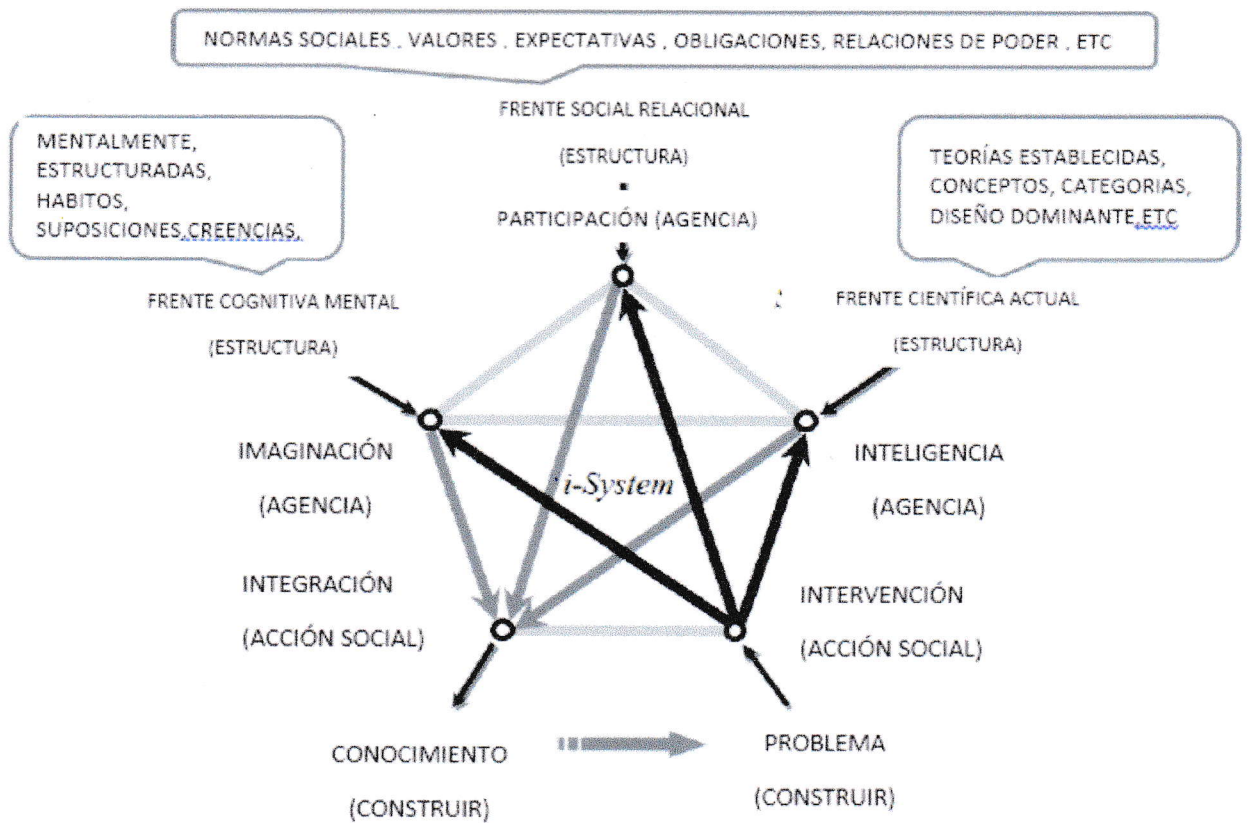 NORMAS SOCIALES , VALORES , EXPECTATIVAS , OBLIGACIONES, RELACIONES DE PODER , ETC
FRENTE SOCIAL RELACIONAL
(ESTRUCTURA)
PARTICIPACIÓN (AGENCIA)
MENTALMENTE,
ESTRUCTURADAS,
HABITOS,
SUPOSICIONES,CREENCIAS,
TEORÍAS ESTABLECIDAS,
CONCEPTOS, CATEGORIAS,
DISEÑO DOMINANTE,ETC
FRENTE COGNITIVA MENTAL
(ESTRUCTURA)
FRENTE CIENTÍFICA ACTUAL
(ESTRUCTURA)
IMAGINACIÓN
(AGENCIA)
i-System
INTELIGENCIA
(AGENCIA)
INTEGRACIÓN
(ACCIÓN SOCIAL)
INTERVENCIÓN
(ACCIÓN SOCIAL)
CONOCIMIENTO
(CONSTRUIR)
PROBLEMA
(CONSTRUIR)